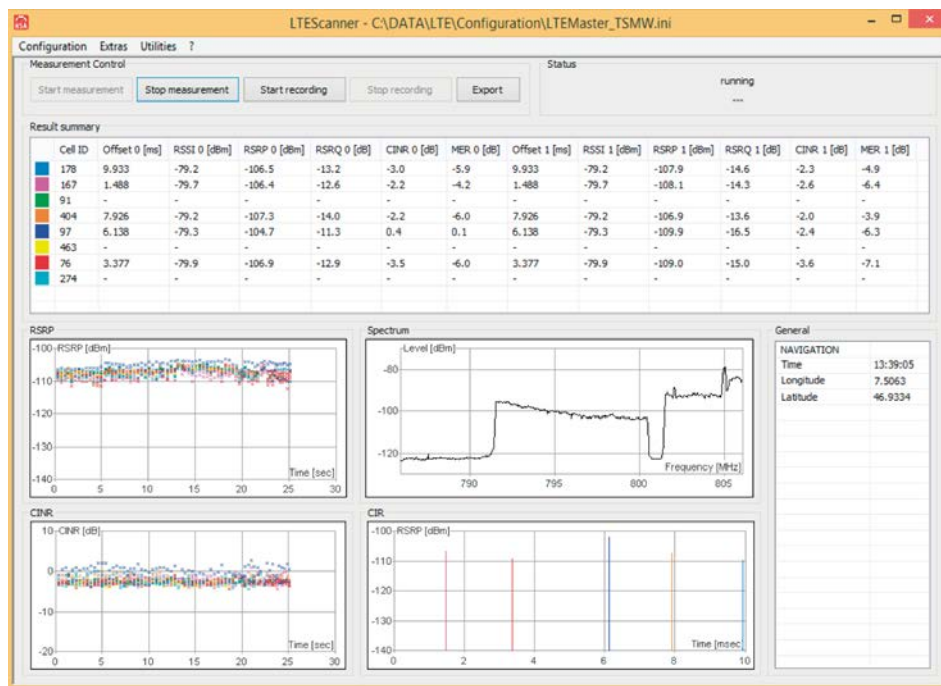 LTEScanner - C:\DATA\LTE\Configuration\LTEMaster_TSMW.ini
Configuration Extras Utilities ?
Measurement Control
Start measurement Stop measurement Start recording Stop recording Export
Status
running
---
Result summary
Cell ID Offset 0 [ms] RSSI 0 [dBm] RSRP 0 [dBm] RSRQ 0 [dB] CINR 0 [dB] MER 0 [dB] Offset 1 [ms] RSSI 1 [dBm] RSRP 1 [dBm] RSRQ 1 [dB] CINR 1 [dB] MER 1 [dB]
178 9.933 -79.2 -106.5 -13.2 -3.0 -5.9 9.933 -79.2 -107.9 -14.6 -2.3 -4.9
167 1.488 -79.7 -106.4 -12.6 -2.2 -4.2 1.488 -79.7 -108.1 -14.3 -2.6 -6.4
91 - - - - - - - - - - - -
404 7.926 -79.2 -107.3 -14.0 -2.2 -6.0 7.926 -79.2 -106.9 -13.6 -2.0 -3.9
97 6.138 -79.3 -104.7 -11.3 0.4 0.1 6.138 -79.3 -109.9 -16.5 -2.4 -6.3
463 - - - - - - - - - - - -
76 3.377 -79.9 -106.9 -12.9 -3.5 -6.0 3.377 -79.9 -109.0 -15.0 -3.6 -7.1
274 - - - - - - - - - - - -
RSRP
-100 RSRP [dBm]
-110
-120
-130
-140
Time [sec]
0 5 10 15 20 25 30
Spectrum
Level [dBm]
-80
-100
-120
Frequency [MHz]
790 795 800 805
General
NAVIGATION
Time 13:39:05
Longitude 7.5063
Latitude 46.9334
CINR
10 CINR [dB]
0
-10
-20
Time [sec]
0 5 10 15 20 25 30
CIR
-100 RSRP [dBm]
-110
-120
-130
-140
Time [msec]
0 2 4 6 8 10